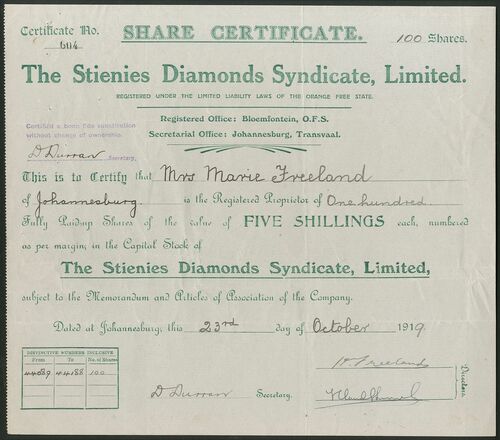 Certificate No. 604
SHARE CERTIFICATE.
100 Shares.
The Stienies Diamonds Syndicate, Limited.
REGISTERED UNDER THE LIMITED LIABILITY LAWS OF THE ORANGE FREE STATE.
Registered Office: Bloemfontein, O.F.S.
Secretarial Office: Johannesburg, Transvaal.
Certified a bona fide substitution
without change of ownership.
D Durran
Secretary,
This is to Certify that Mrs Marie Freeland
of Johannesburg. is the Registered Proprietor of One hundred
Fully Paid-up Shares of the value of FIVE SHILLINGS each, numbered
as per margin, in the Capital Stock of
The Stienies Diamonds Syndicate, Limited,
subject to the Memorandum and Articles of Association of the Company.
Dated at Johannesburg, this 23rd day of October 1919.
DISTINCTIVE NUMBERS INCLUSIVE
From To No. of Shares
44089 44188 100
D Durran Secretary.
Freeland
Directors.